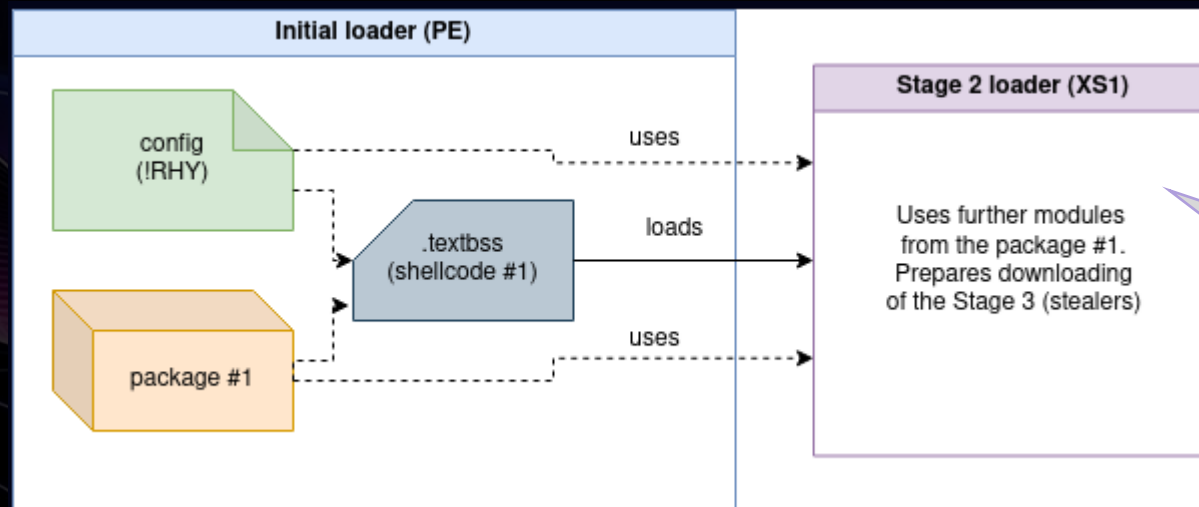 Initial loader (PE)
config
(!RHY)
.textbss
(shellcode #1)
package #1
uses
loads
uses
Stage 2 loader (XS1)
Uses further modules
from the package #1.
Prepares downloading
of the Stage 3 (stealers)